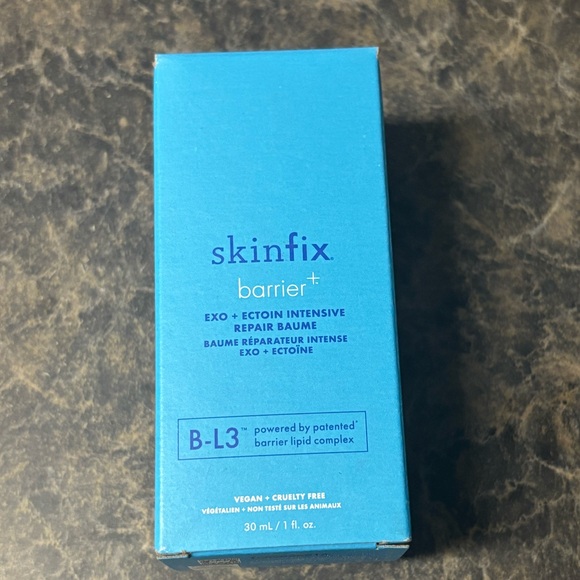 skinfix
barrier+
EXO + ECTOIN INTENSIVE
REPAIR BAUME
BAUME RÉPARATEUR INTENSE
EXO + ECTOÏNE
B-L3™ powered by patented*
barrier lipid complex
VEGAN + CRUELTY FREE
VÉGÉTALIEN + NON TESTÉ SUR LES ANIMAUX
30 mL / 1 fl. oz.